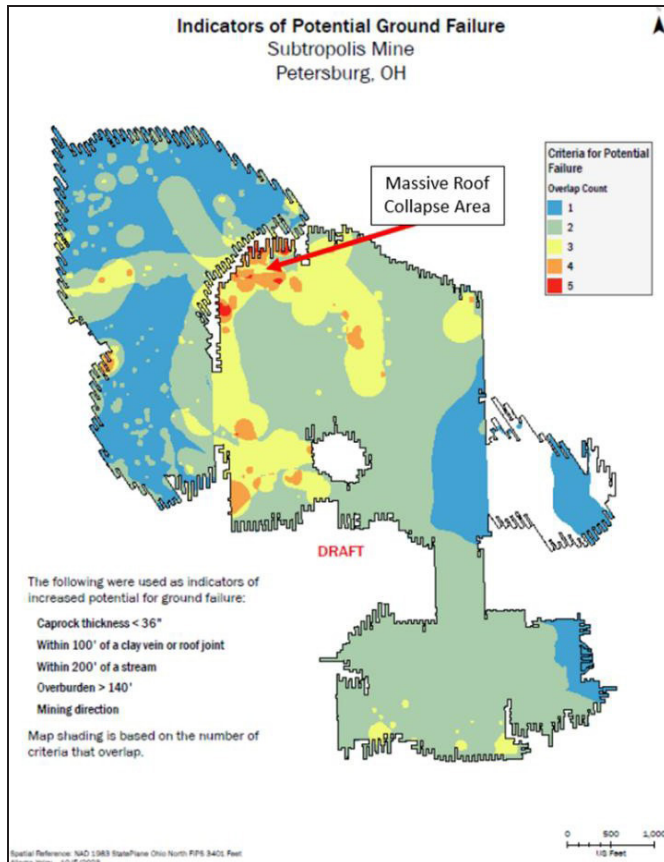 Indicators of Potential Ground Failure
Subtropolis Mine
Petersburg, OH
Massive Roof
Collapse Area
Criteria for Potential
Failure
Overlap Count
1
2
3
4
5
DRAFT
The following were used as indicators of
increased potential for ground failure:
Caprock thickness < 36"
Within 100' of a clay vein or roof joint
Within 200' of a stream
Overburden > 140'
Mining direction
Map shading is based on the number of
criteria that overlap.
Spatial Reference: NAD 1983 StatePlane Ohio North FIPS 3401 Feet
0 500 1,000
US Feet